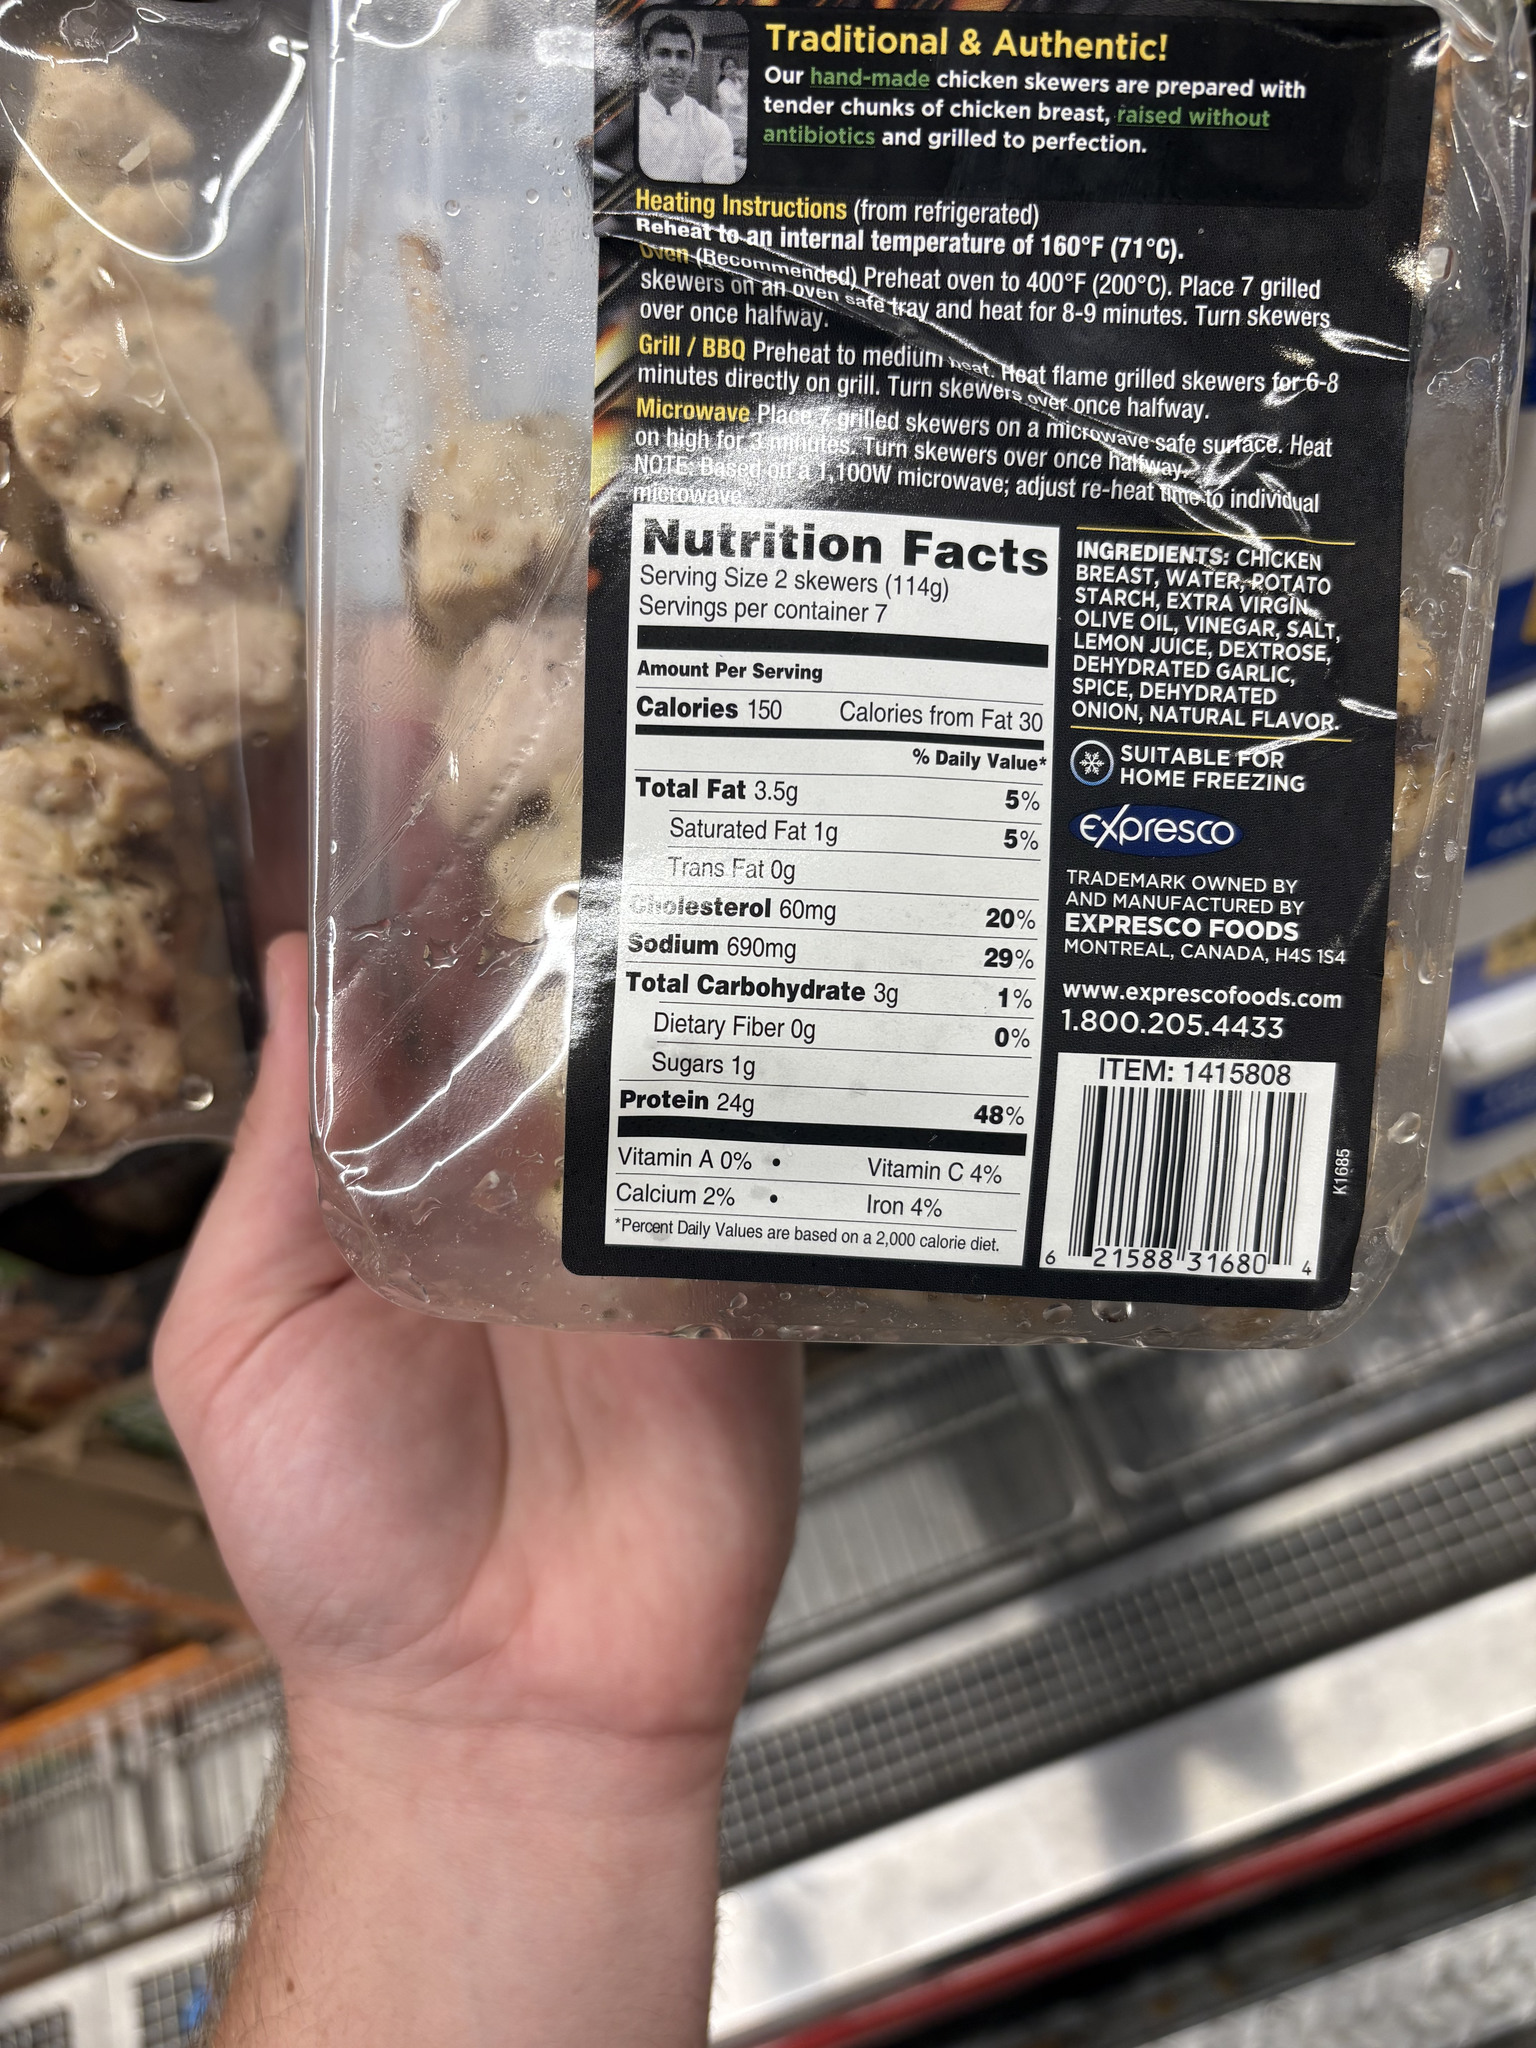 Traditional & Authentic!
Our hand-made chicken skewers are prepared with
tender chunks of chicken breast, raised without
antibiotics and grilled to perfection.
Heating Instructions (from refrigerated)
Reheat to an internal temperature of 160°F (71°C).
Oven (Recommended) Preheat oven to 400°F (200°C). Place 7 grilled
skewers on an oven safe tray and heat for 8-9 minutes. Turn skewers
over once halfway.
Grill / BBQ Preheat to medium heat. Heat flame grilled skewers for 6-8
minutes directly on grill. Turn skewers over once halfway.
Microwave Place 7 grilled skewers on a microwave safe surface. Heat
on high for 3 minutes. Turn skewers over once halfway.
NOTE: Based on a 1,100W microwave; adjust re-heat time to individual
microwave.
Nutrition Facts
Serving Size 2 skewers (114g)
Servings per container 7
Amount Per Serving
Calories 150 Calories from Fat 30
% Daily Value*
Total Fat 3.5g 5%
Saturated Fat 1g 5%
Trans Fat 0g
Cholesterol 60mg 20%
Sodium 690mg 29%
Total Carbohydrate 3g 1%
Dietary Fiber 0g 0%
Sugars 1g
Protein 24g 48%
Vitamin A 0% • Vitamin C 4%
Calcium 2% • Iron 4%
*Percent Daily Values are based on a 2,000 calorie diet.
INGREDIENTS: CHICKEN
BREAST, WATER, POTATO
STARCH, EXTRA VIRGIN
OLIVE OIL, VINEGAR, SALT,
LEMON JUICE, DEXTROSE,
DEHYDRATED GARLIC,
SPICE, DEHYDRATED
ONION, NATURAL FLAVOR.
SUITABLE FOR
HOME FREEZING
expresco
TRADEMARK OWNED BY
AND MANUFACTURED BY
EXPRESCO FOODS
MONTREAL, CANADA, H4S 1S4
www.exprescofoods.com
1.800.205.4433
ITEM: 1415808
6 21588 31680 4
K1685